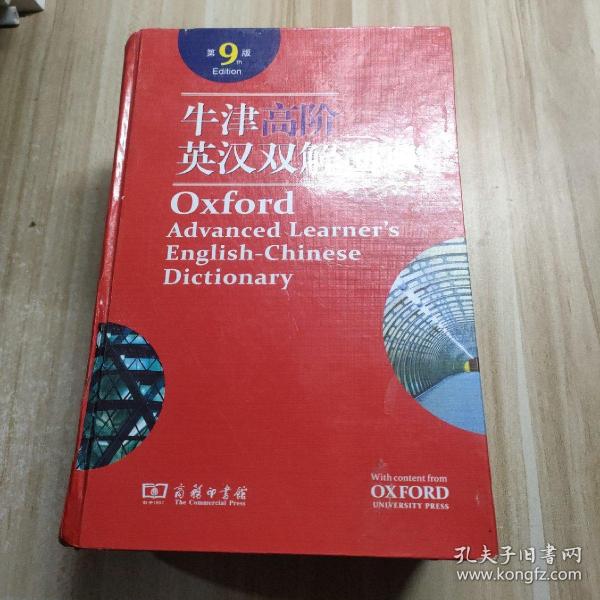 第9版
th
Edition
牛津高阶
英汉双解
Oxford
Advanced Learner's
English-Chinese
Dictionary
商務印書館
The Commercial Press
With content from
OXFORD
UNIVERSITY PRESS
孔夫子旧书网
www.kongfz.com